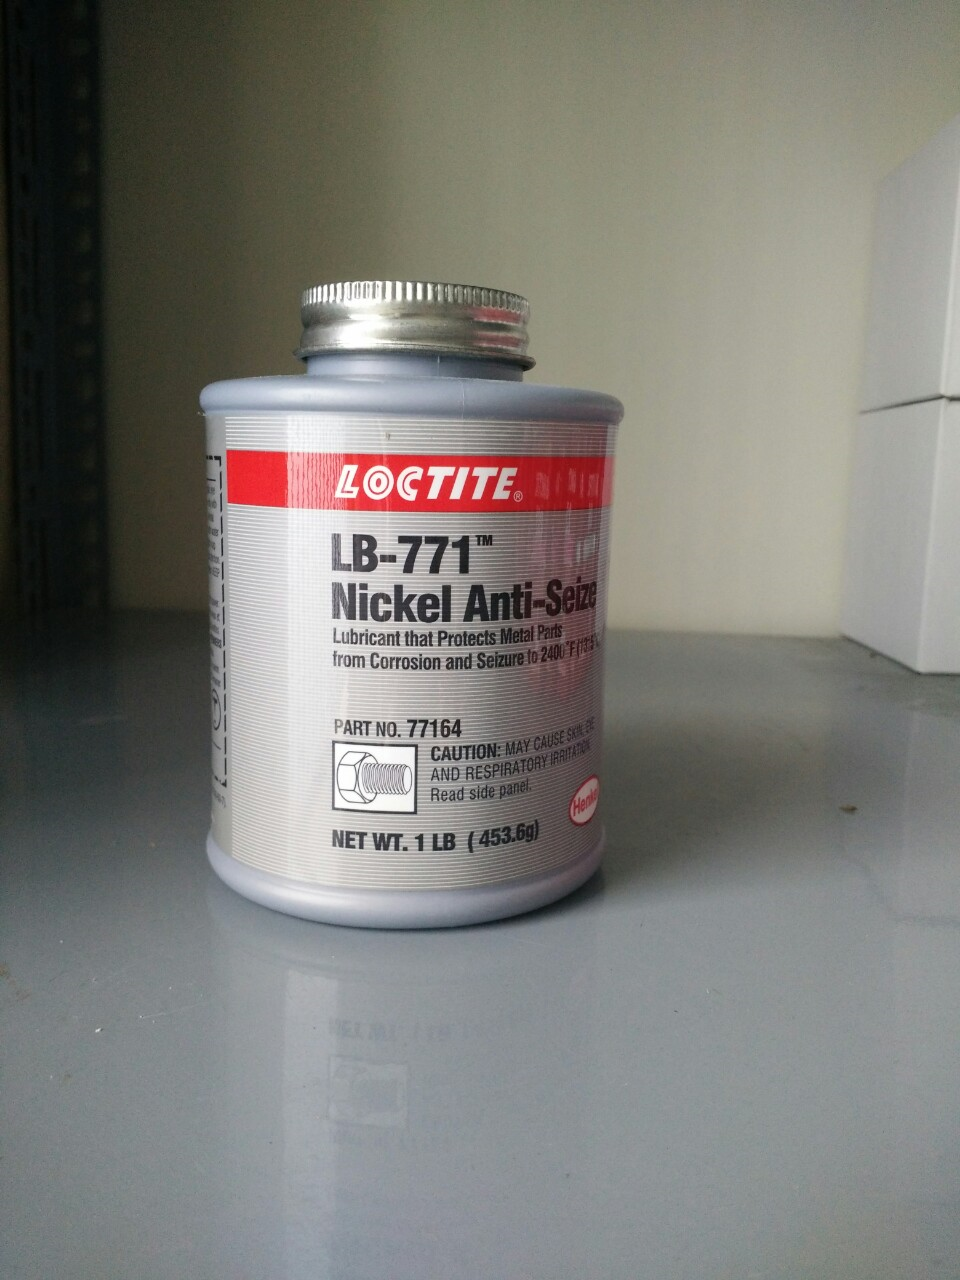 LOCTITE®
LB-771™
Nickel Anti-Seize
Lubricant that Protects Metal Parts
from Corrosion and Seizure to 2400°F
PART NO. 77164
CAUTION: MAY CAUSE SKIN, EYE
AND RESPIRATORY IRRITATION.
Read side panel.
Henkel
NET WT. 1 LB (453.6g)